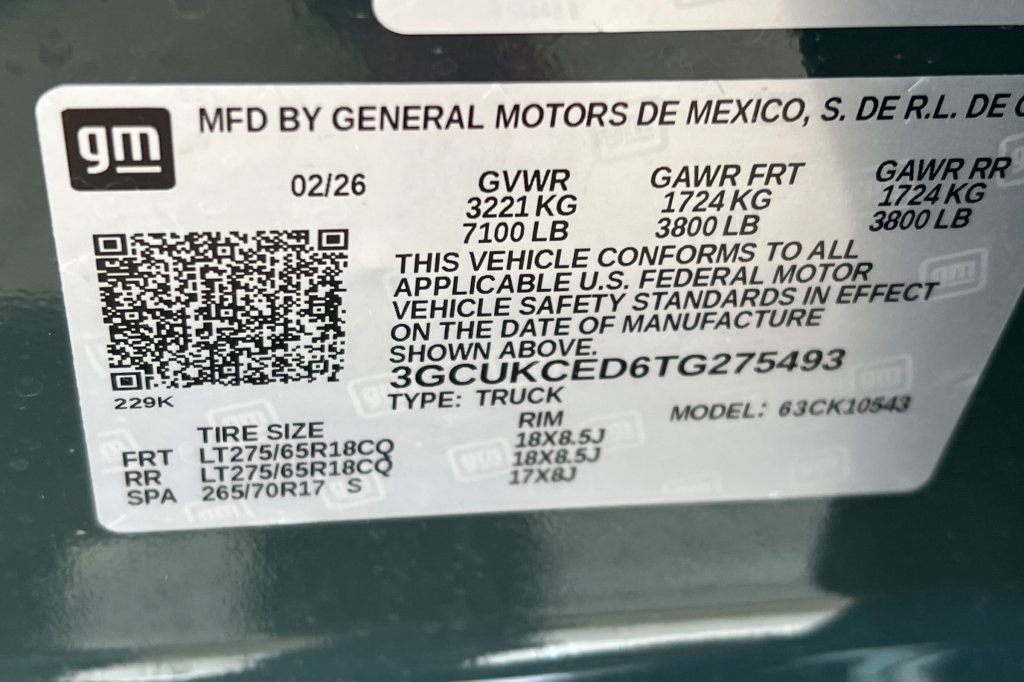 gm
MFD BY GENERAL MOTORS DE MEXICO, S. DE R.L. DE
02/26
GVWR
3221 KG
7100 LB
GAWR FRT
1724 KG
3800 LB
GAWR RR
1724 KG
3800 LB
THIS VEHICLE CONFORMS TO ALL
APPLICABLE U.S. FEDERAL MOTOR
VEHICLE SAFETY STANDARDS IN EFFECT
ON THE DATE OF MANUFACTURE
SHOWN ABOVE.
3GCUKCED6TG275493
229K
TYPE: TRUCK
MODEL: 63CK10543
TIRE SIZE
RIM
FRT LT275/65R18CQ 18X8.5J
RR LT275/65R18CQ 18X8.5J
SPA 265/70R17 S 17X8J